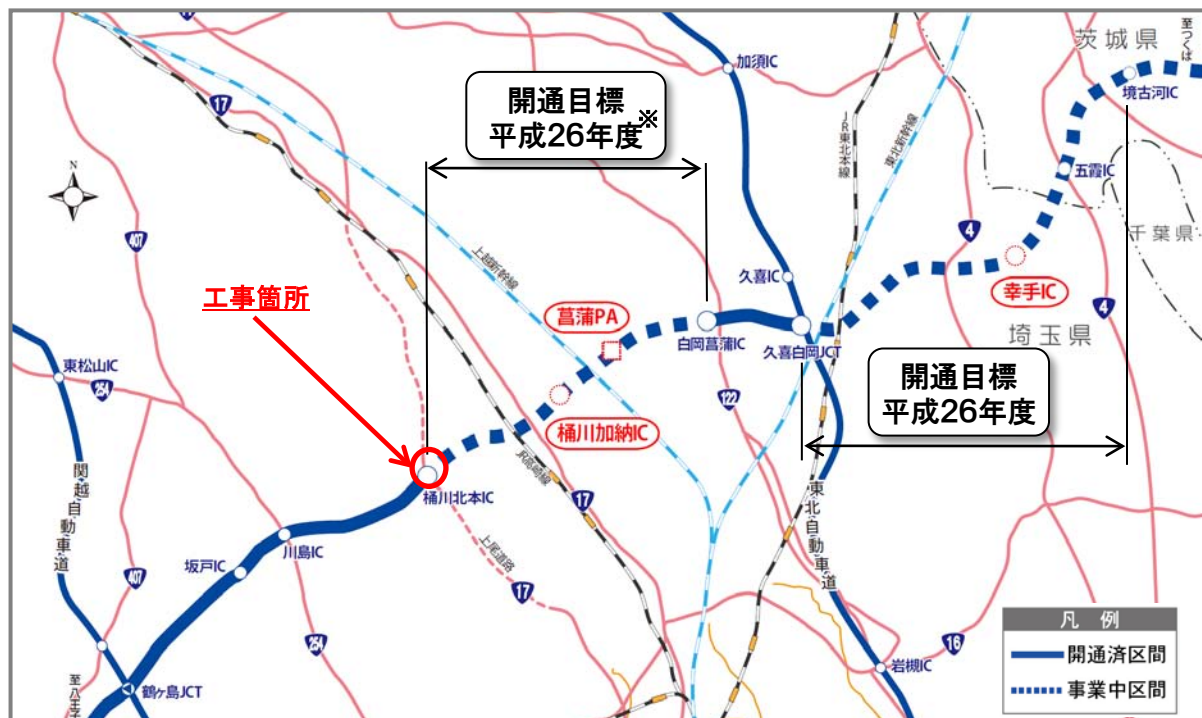 茨城県
至つくば
加須IC
境古河IC
17
開通目標
平成26年度※
JR東北本線
東北新幹線
五霞IC
N
4
千葉県
407
上越新幹線
久喜IC
幸手IC
工事箇所
菖蒲PA
4
白岡菖蒲IC
久喜白岡JCT
埼玉県
東松山IC
254
122
開通目標
平成26年度
桶川加納IC
JR高崎線
関越自動車道
桶川北本IC
17
東北自動車道
川島IC
上尾道路
坂戸IC
407
17
凡例
254
16
開通済区間
岩槻IC
至八王子
鶴ヶ島JCT
事業中区間